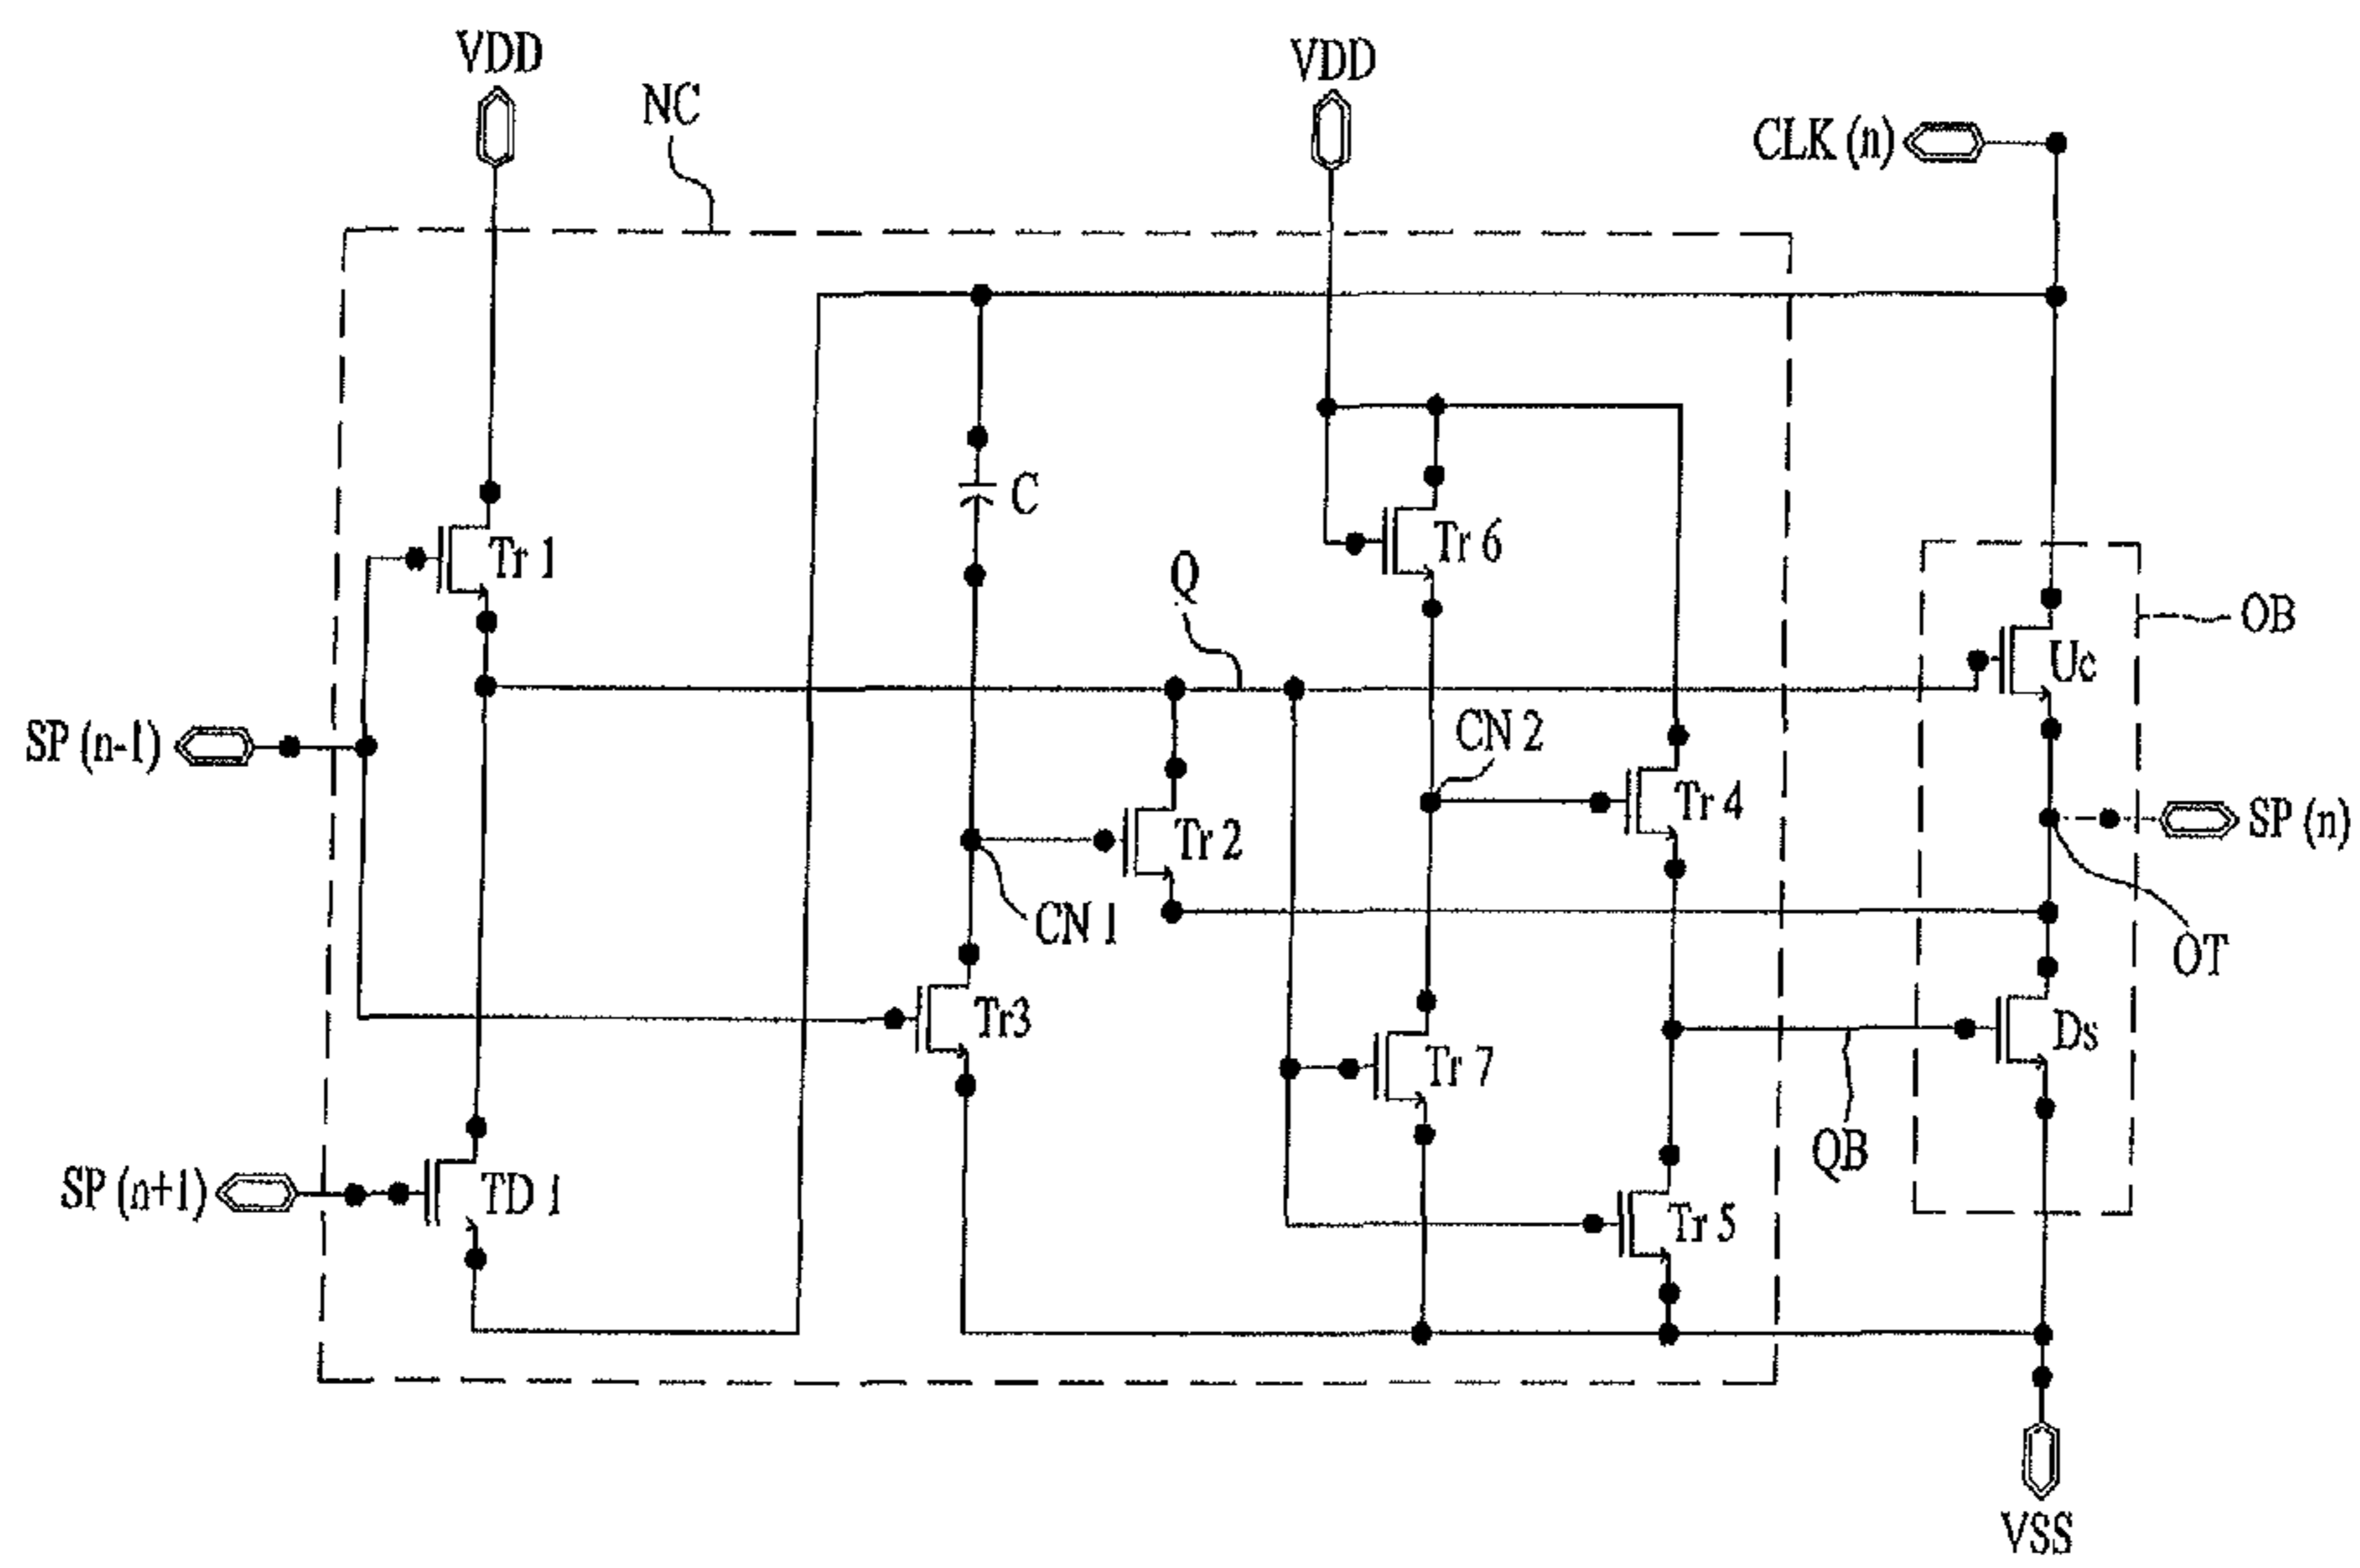 VDD
VDD
NC
CLK (n)
C
Tr 1
Tr 6
Q
OB
Uc
SP (n-1)
CN 2
Tr 4
SP (n)
Tr 2
CN 1
OT
Tr3
Ds
Tr 7
QB
SP (n+1)
TD 1
Tr 5
VSS